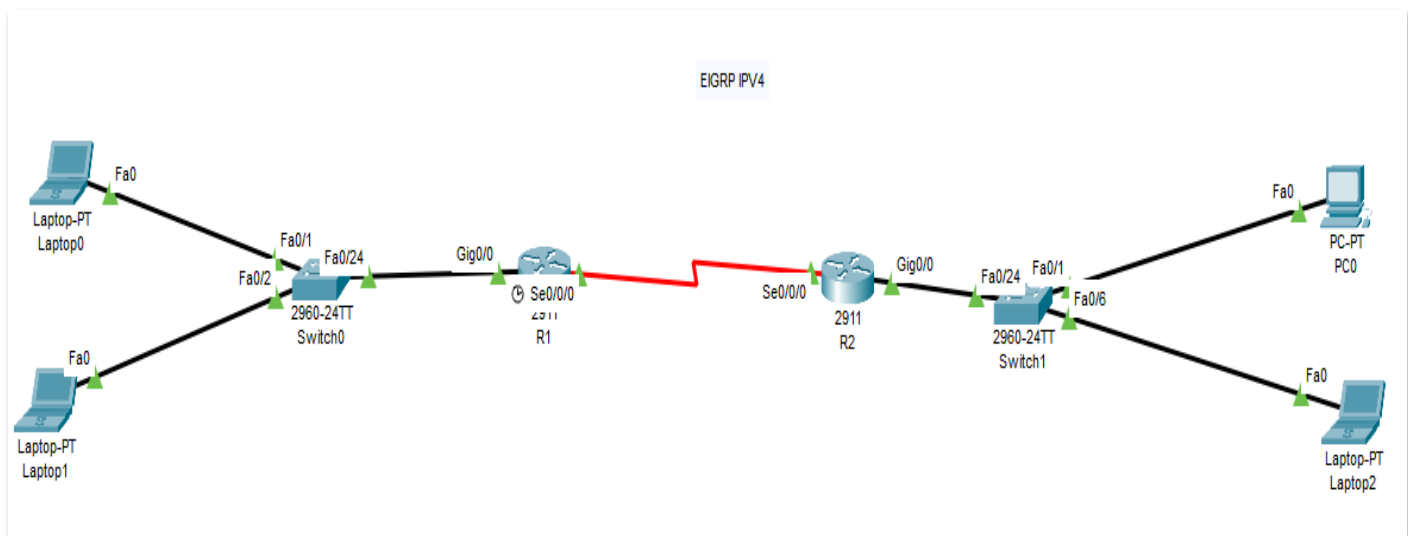 EIGRP IPV4
Fa0
Laptop-PT
Laptop0
Fa0/1
Fa0/24
Fa0/2
2960-24TT
Switch0
Fa0
Laptop-PT
Laptop1
Gig0/0
Se0/0/0
2911
R1
Se0/0/0
Gig0/0
2911
R2
Fa0/24
Fa0/1
Fa0/6
2960-24TT
Switch1
Fa0
PC-PT
PC0
Fa0
Laptop-PT
Laptop2